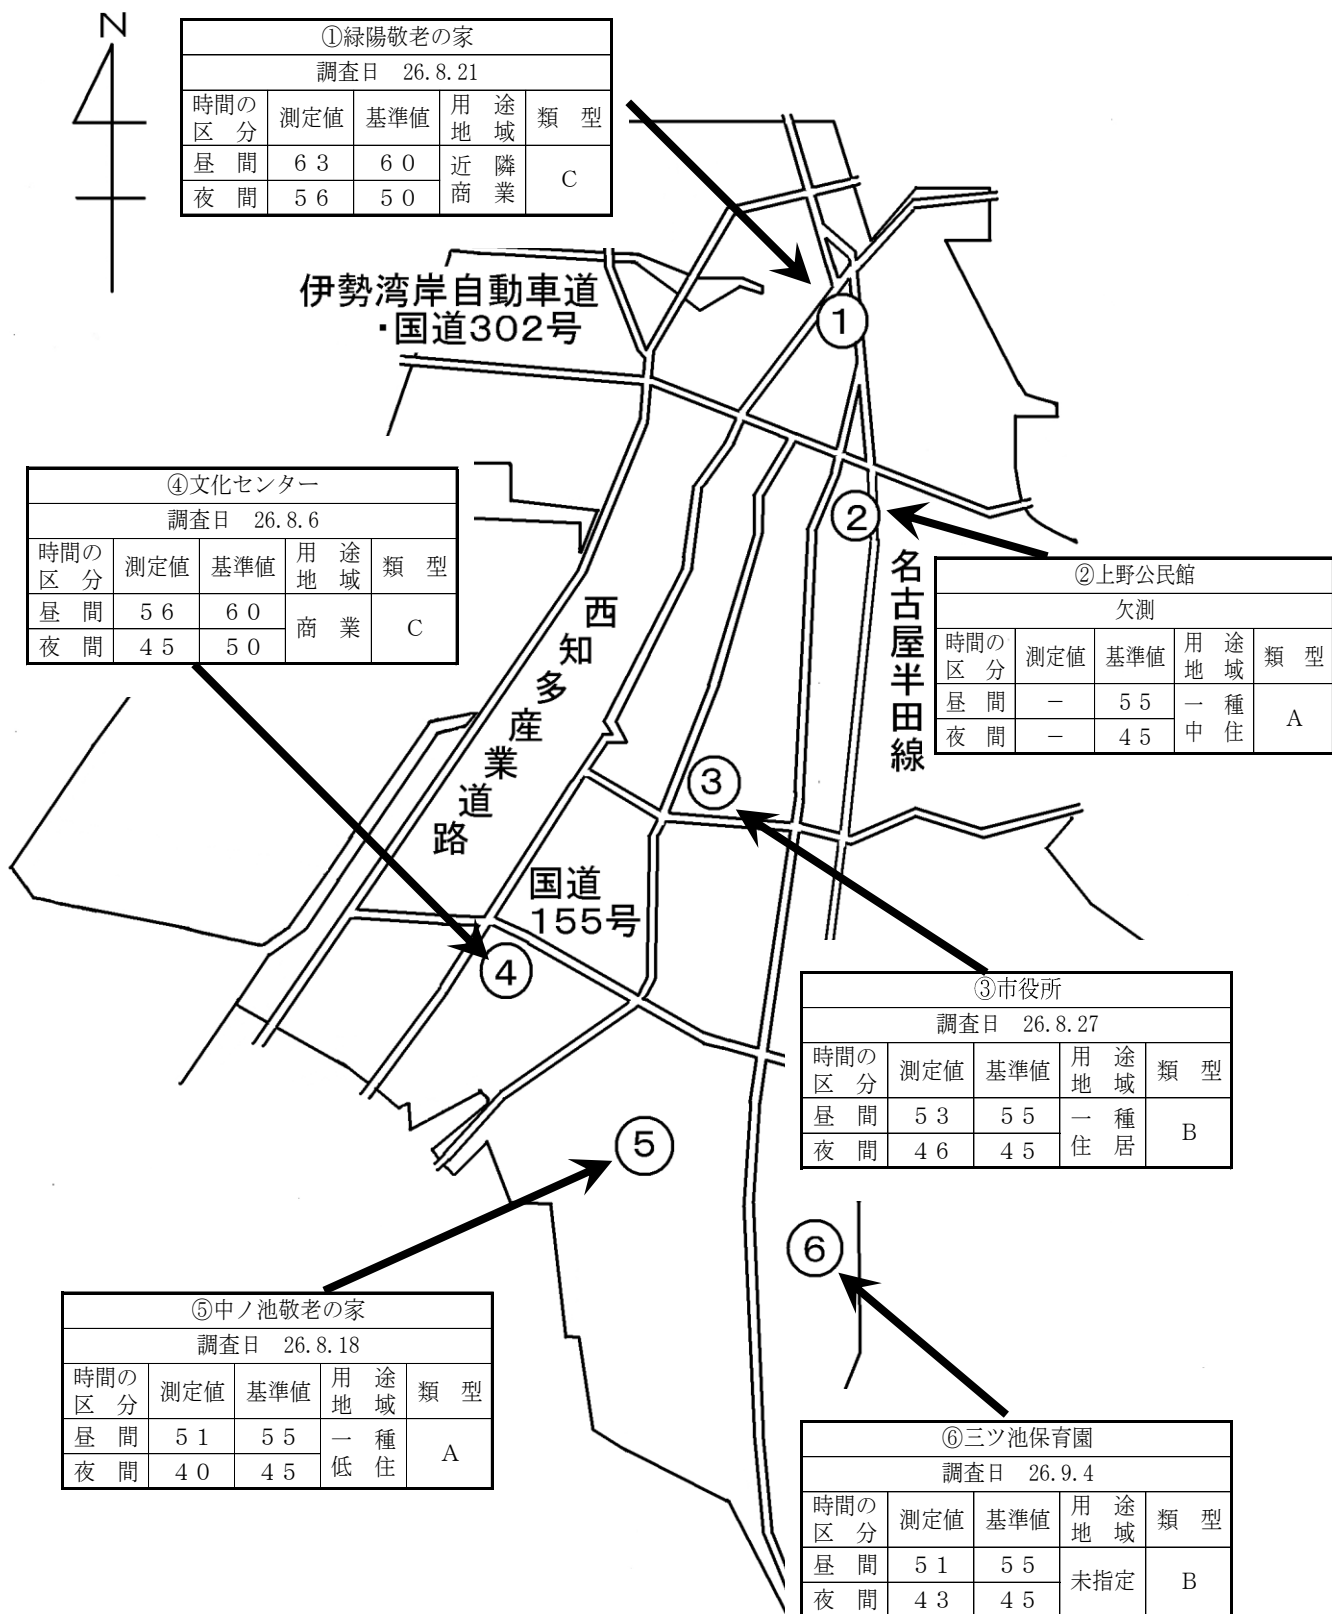 N
①緑陽敬老の家
調査日 26.8.21
時間の区分 測定値 基準値 用途地域 類型
昼間 63 60 近隣商業 C
夜間 56 50
伊勢湾岸自動車道
・国道302号
①
④文化センター
調査日 26.8.6
時間の区分 測定値 基準値 用途地域 類型
昼間 56 60 商業 C
夜間 45 50
②
名古屋半田線
②上野公民館
欠測
時間の区分 測定値 基準値 用途地域 類型
昼間 － 55 一種中住 A
夜間 － 45
西知多産業道路
③
国道
155号
④
③市役所
調査日 26.8.27
時間の区分 測定値 基準値 用途地域 類型
昼間 53 55 一種住居 B
夜間 46 45
⑤
⑥
⑤中ノ池敬老の家
調査日 26.8.18
時間の区分 測定値 基準値 用途地域 類型
昼間 51 55 一種低住 A
夜間 40 45
⑥三ツ池保育園
調査日 26.9.4
時間の区分 測定値 基準値 用途地域 類型
昼間 51 55 未指定 B
夜間 43 45